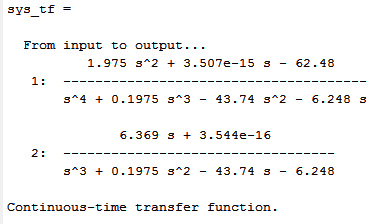 sys_tf =
From input to output...
1.975 s^2 + 3.507e-15 s - 62.48
1: ---------------------------------------
s^4 + 0.1975 s^3 - 43.74 s^2 - 6.248 s
6.369 s + 3.544e-16
2: -----------------------------------
s^3 + 0.1975 s^2 - 43.74 s - 6.248
Continuous-time transfer function.